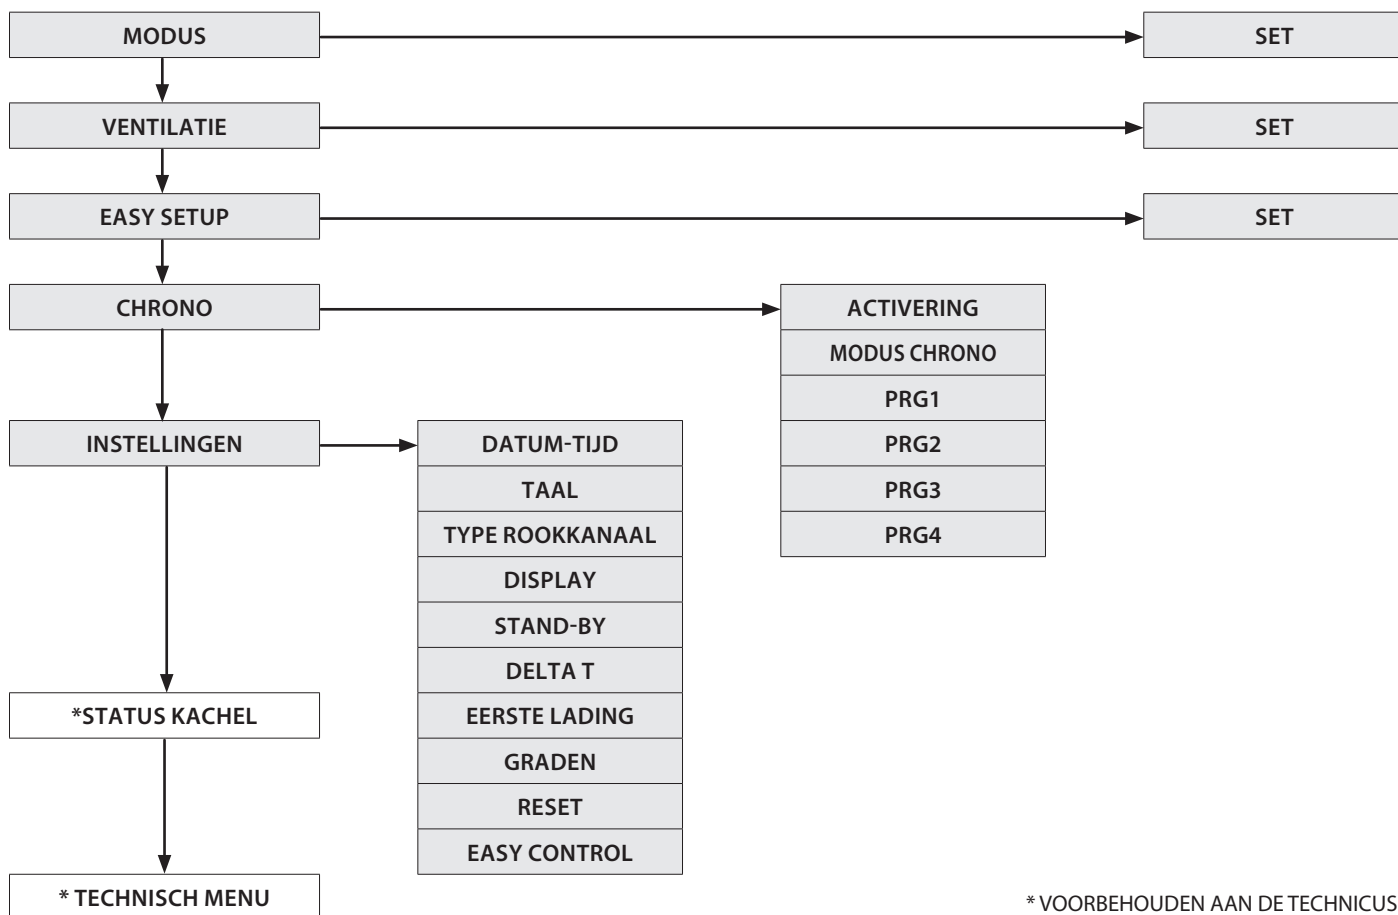 MODUS
SET
VENTILATIE
SET
EASY SETUP
SET
CHRONO
ACTIVERING
MODUS CHRONO
PRG1
PRG2
PRG3
PRG4
INSTELLINGEN
DATUM-TIJD
TAAL
TYPE ROOKKANAAL
DISPLAY
STAND-BY
DELTA T
EERSTE LADING
GRADEN
RESET
EASY CONTROL
*STATUS KACHEL
* TECHNISCH MENU
* VOORBEHOUDEN AAN DE TECHNICUS